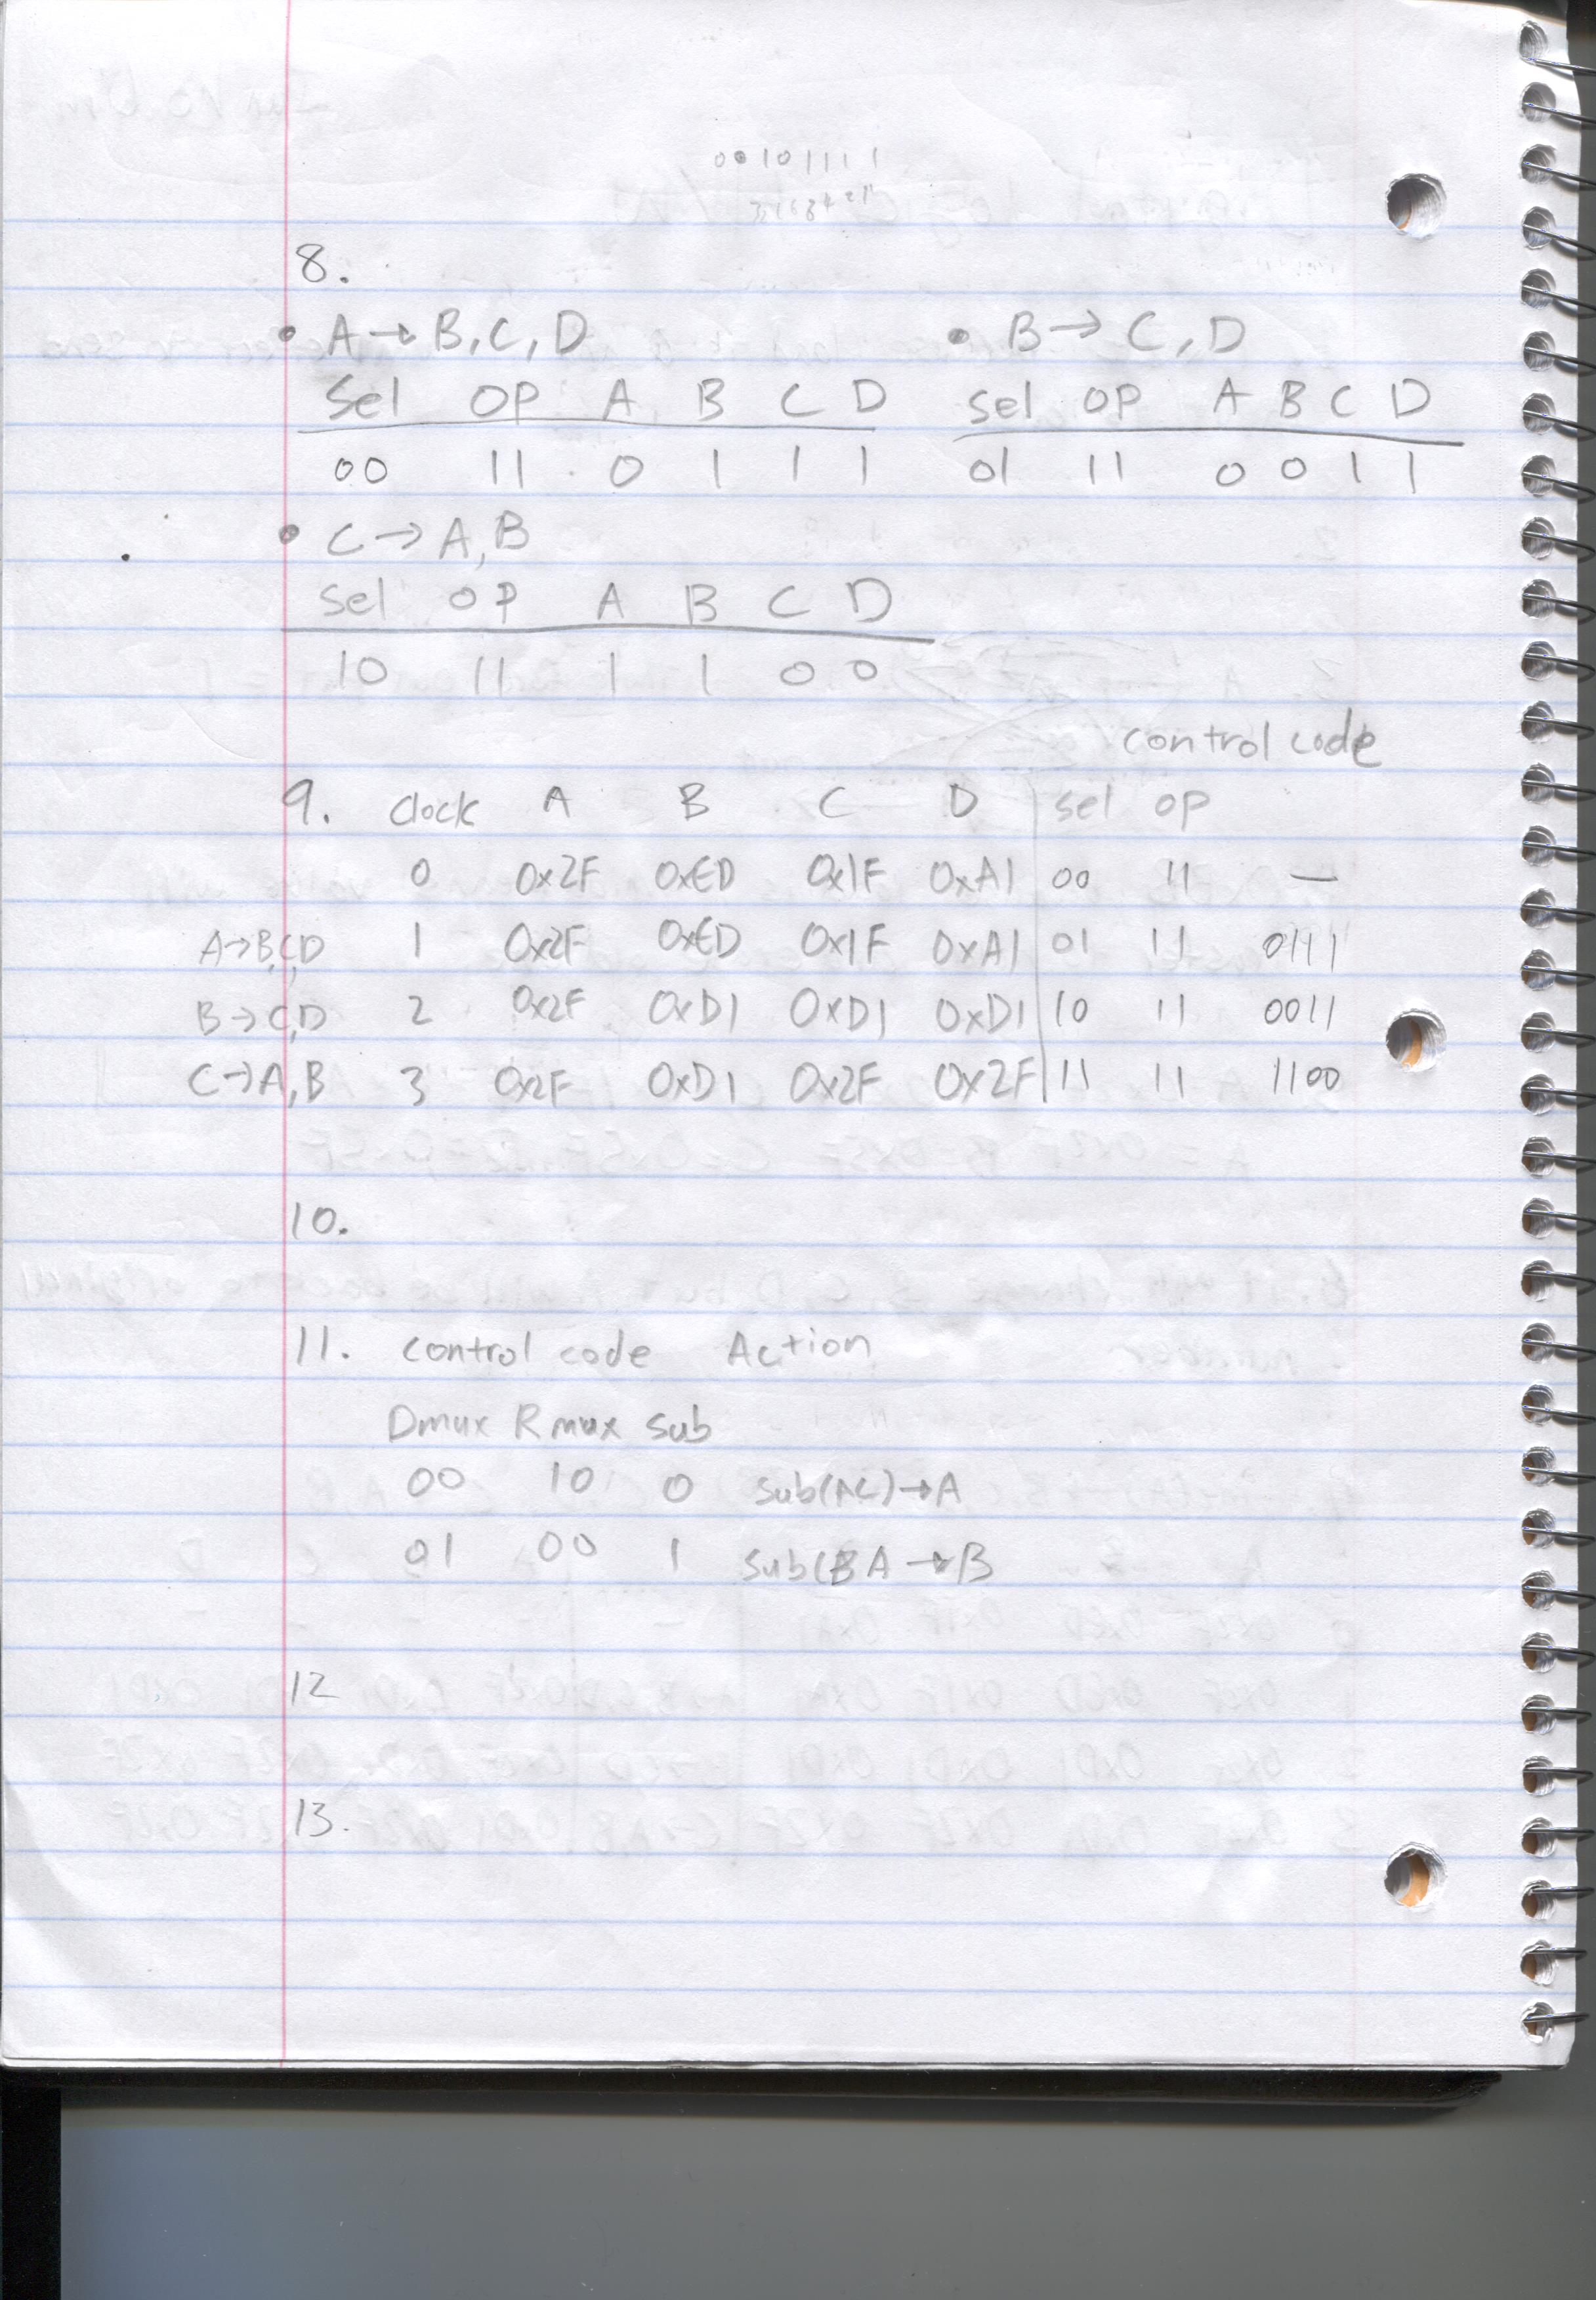 00101111
8.
• A → B, C, D • B → C, D
Sel OP A B C D sel OP A B C D
00 11 0 1 1 1 01 11 0 0 1 1
• C → A, B
Sel OP A B C D
10 11 1 1 0 0
control code
9. clock A B C D sel OP
0 0x2F 0xED 0x1F 0xA1 00 11 —
A→B,C,D 1 0x2F 0xED 0x1F 0xA1 01 11 0111
B→C,D 2 0x2F 0xD1 0xD1 0xD1 10 11 0011
C→A,B 3 0x2F 0xD1 0x2F 0x2F 11 11 1100
10.
11. control code Action
Dmux Rmux sub
00 10 0 sub(AC)→A
01 00 1 sub(BA → B
12
13.